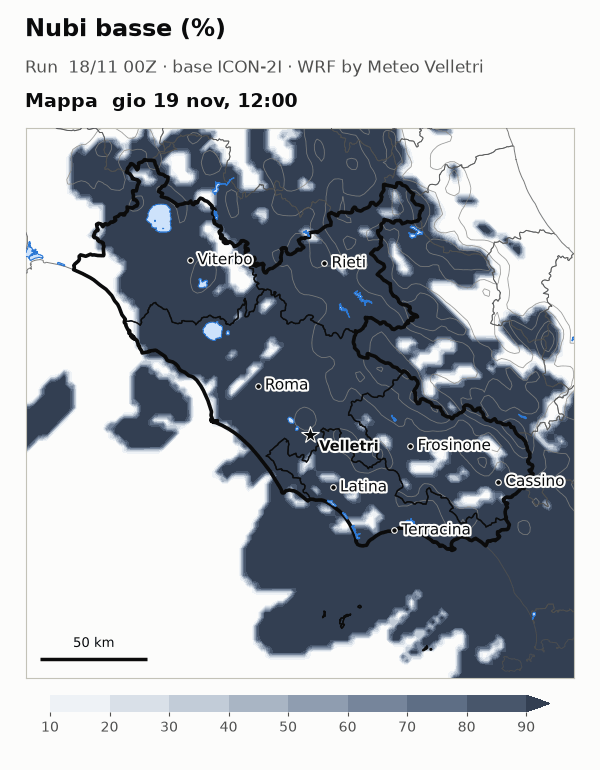 Nubi basse (%)
Run  18/11 00Z · base ICON-2I · WRF by Meteo Velletri
Mappa  gio 19 nov, 12:00
Viterbo
Rieti
Roma
Velletri
Frosinone
Cassino
Latina
Terracina
50 km
10 20 30 40 50 60 70 80 90